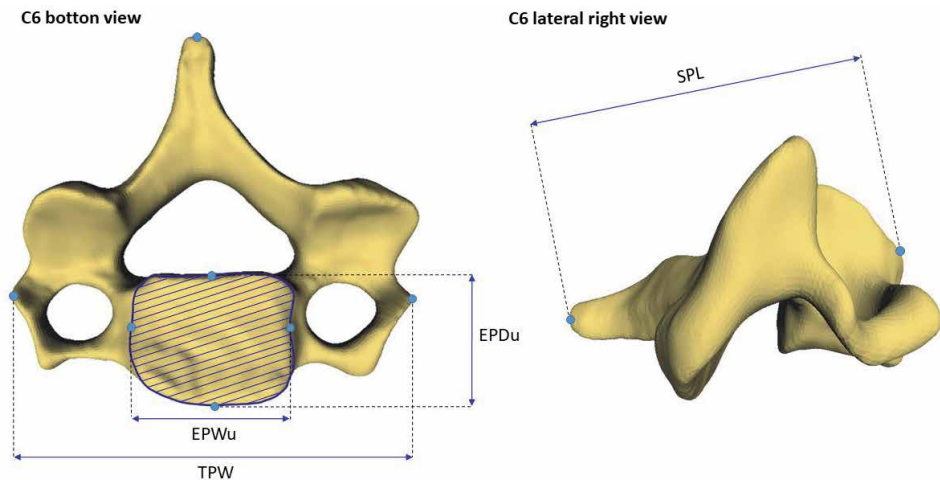 C6 botton view
C6 lateral right view
SPL
EPDu
EPWu
TPW